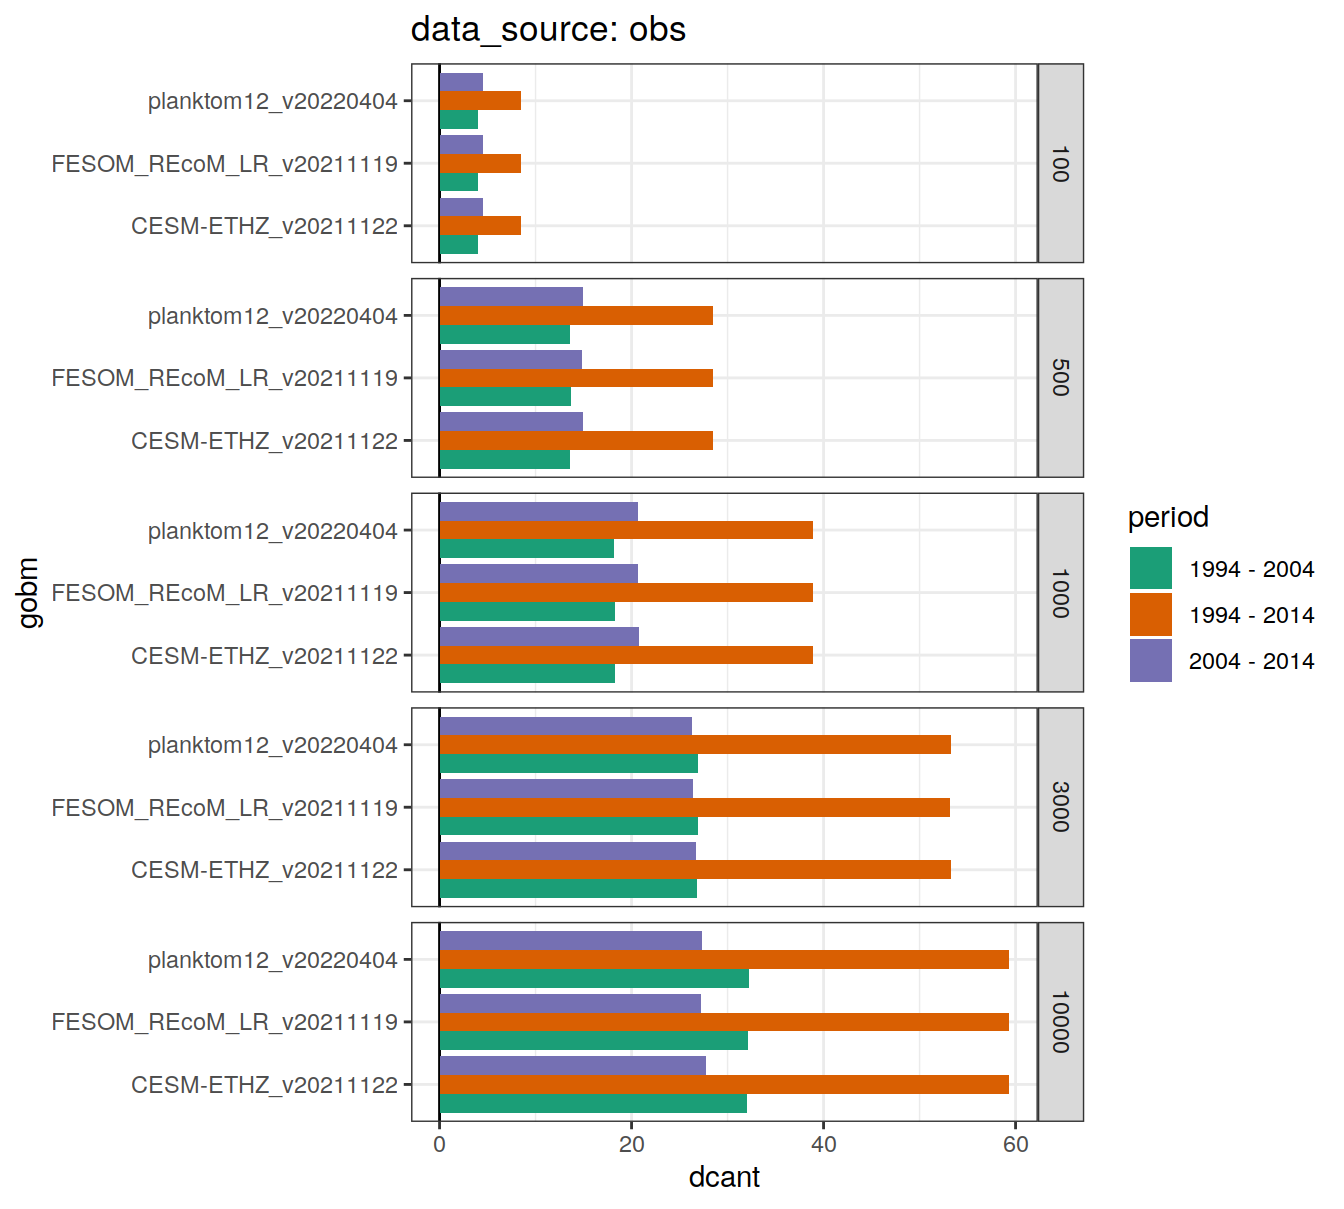 data_source: obs
planktom12_v20220404
FESOM_REcoM_LR_v20211119
CESM-ETHZ_v20211122
100
planktom12_v20220404
FESOM_REcoM_LR_v20211119
CESM-ETHZ_v20211122
500
planktom12_v20220404
FESOM_REcoM_LR_v20211119
CESM-ETHZ_v20211122
1000
planktom12_v20220404
FESOM_REcoM_LR_v20211119
CESM-ETHZ_v20211122
3000
planktom12_v20220404
FESOM_REcoM_LR_v20211119
CESM-ETHZ_v20211122
10000
gobm
0 20 40 60
dcant
period
1994 - 2004
1994 - 2014
2004 - 2014